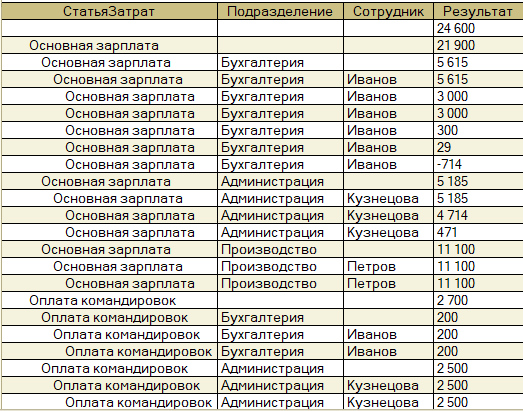 СтатьяЗатрат Подразделение Сотрудник Результат
24 600
Основная зарплата 21 900
Основная зарплата Бухгалтерия 5 615
Основная зарплата Бухгалтерия Иванов 5 615
Основная зарплата Бухгалтерия Иванов 3 000
Основная зарплата Бухгалтерия Иванов 3 000
Основная зарплата Бухгалтерия Иванов 300
Основная зарплата Бухгалтерия Иванов 29
Основная зарплата Бухгалтерия Иванов -714
Основная зарплата Администрация 5 185
Основная зарплата Администрация Кузнецова 5 185
Основная зарплата Администрация Кузнецова 4 714
Основная зарплата Администрация Кузнецова 471
Основная зарплата Производство 11 100
Основная зарплата Производство Петров 11 100
Основная зарплата Производство Петров 11 100
Оплата командировок 2 700
Оплата командировок Бухгалтерия 200
Оплата командировок Бухгалтерия Иванов 200
Оплата командировок Бухгалтерия Иванов 200
Оплата командировок Администрация 2 500
Оплата командировок Администрация Кузнецова 2 500
Оплата командировок Администрация Кузнецова 2 500